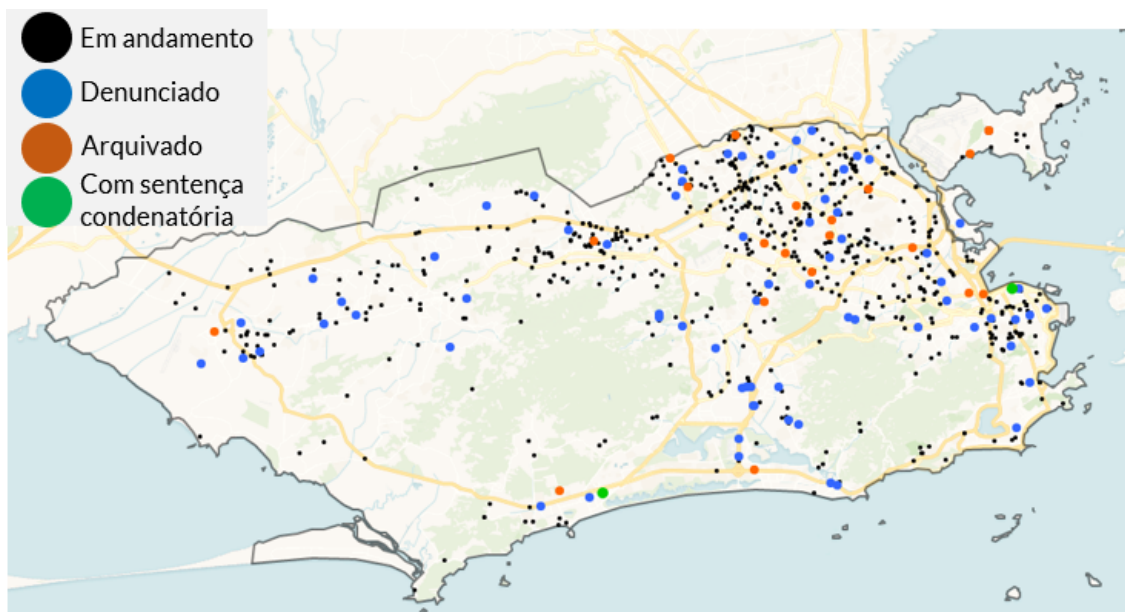 Em andamento
Denunciado
Arquivado
Com sentença
condenatória